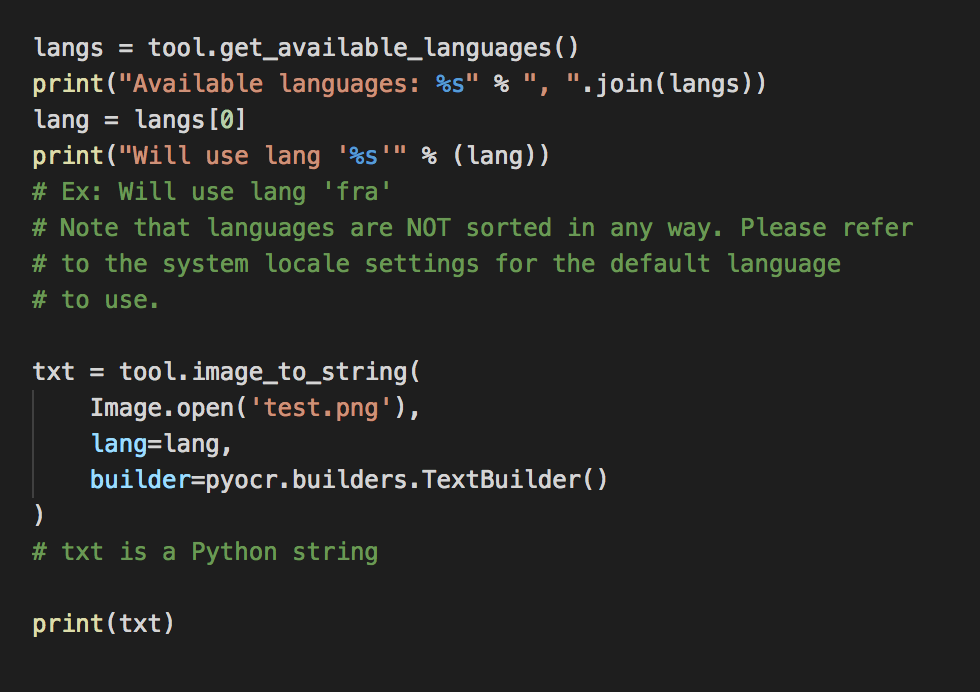 langs = tool.get_available_languages()
print("Available languages: %s" % ", ".join(langs))
lang = langs[0]
print("Will use lang '%s'" % (lang))
# Ex: Will use lang 'fra'
# Note that languages are NOT sorted in any way. Please refer
# to the system locale settings for the default language
# to use.

txt = tool.image_to_string(
    Image.open('test.png'),
    lang=lang,
    builder=pyocr.builders.TextBuilder()
)
# txt is a Python string

print(txt)